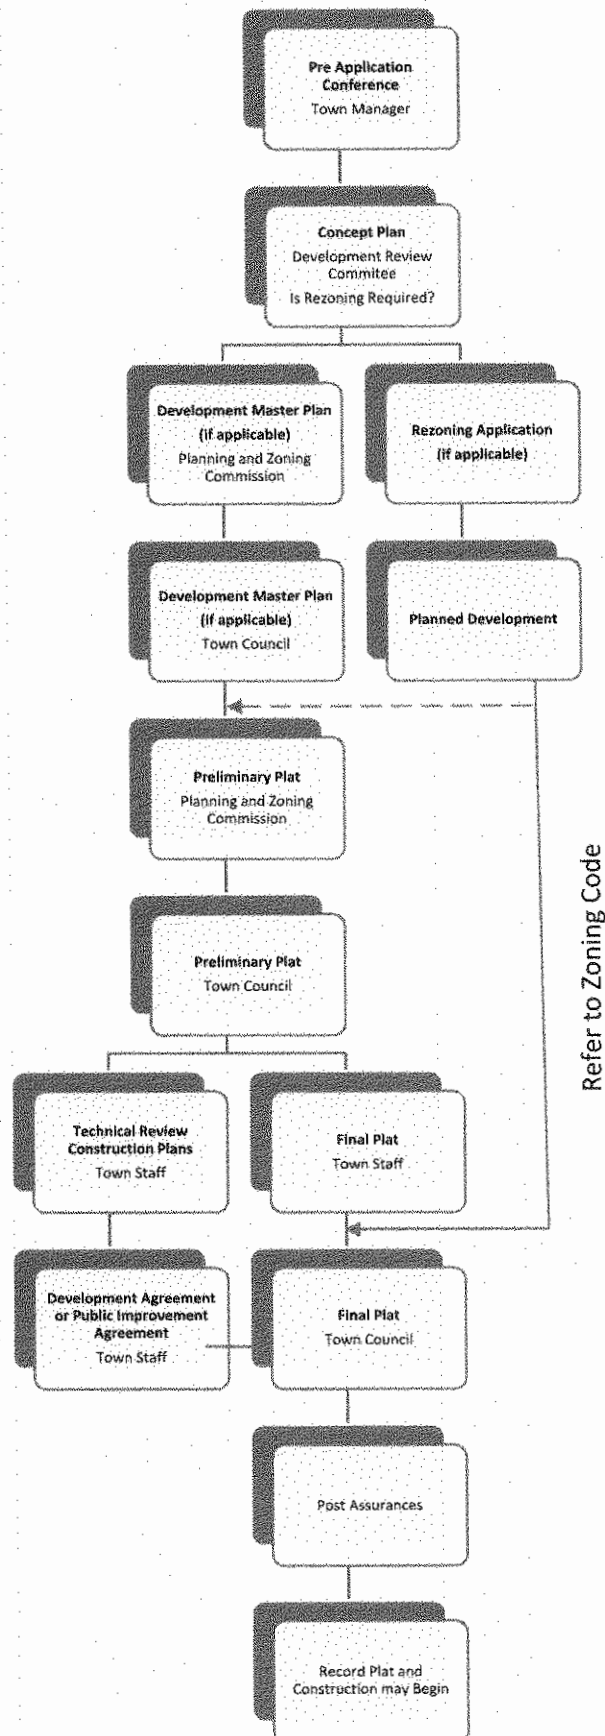 Pre Application
Conference
Town Manager
Concept Plan
Development Review
Commitee
Is Rezoning Required?
Development Master Plan
(if applicable)
Planning and Zoning
Commission
Rezoning Application
(if applicable)
Development Master Plan
(if applicable)
Town Council
Planned Development
Preliminary Plat
Planning and Zoning
Commission
Preliminary Plat
Town Council
Refer to Zoning Code
Technical Review
Construction Plans
Town Staff
Final Plat
Town Staff
Development Agreement
or Public Improvement
Agreement
Town Staff
Final Plat
Town Council
Post Assurances
Record Plat and
Construction may Begin